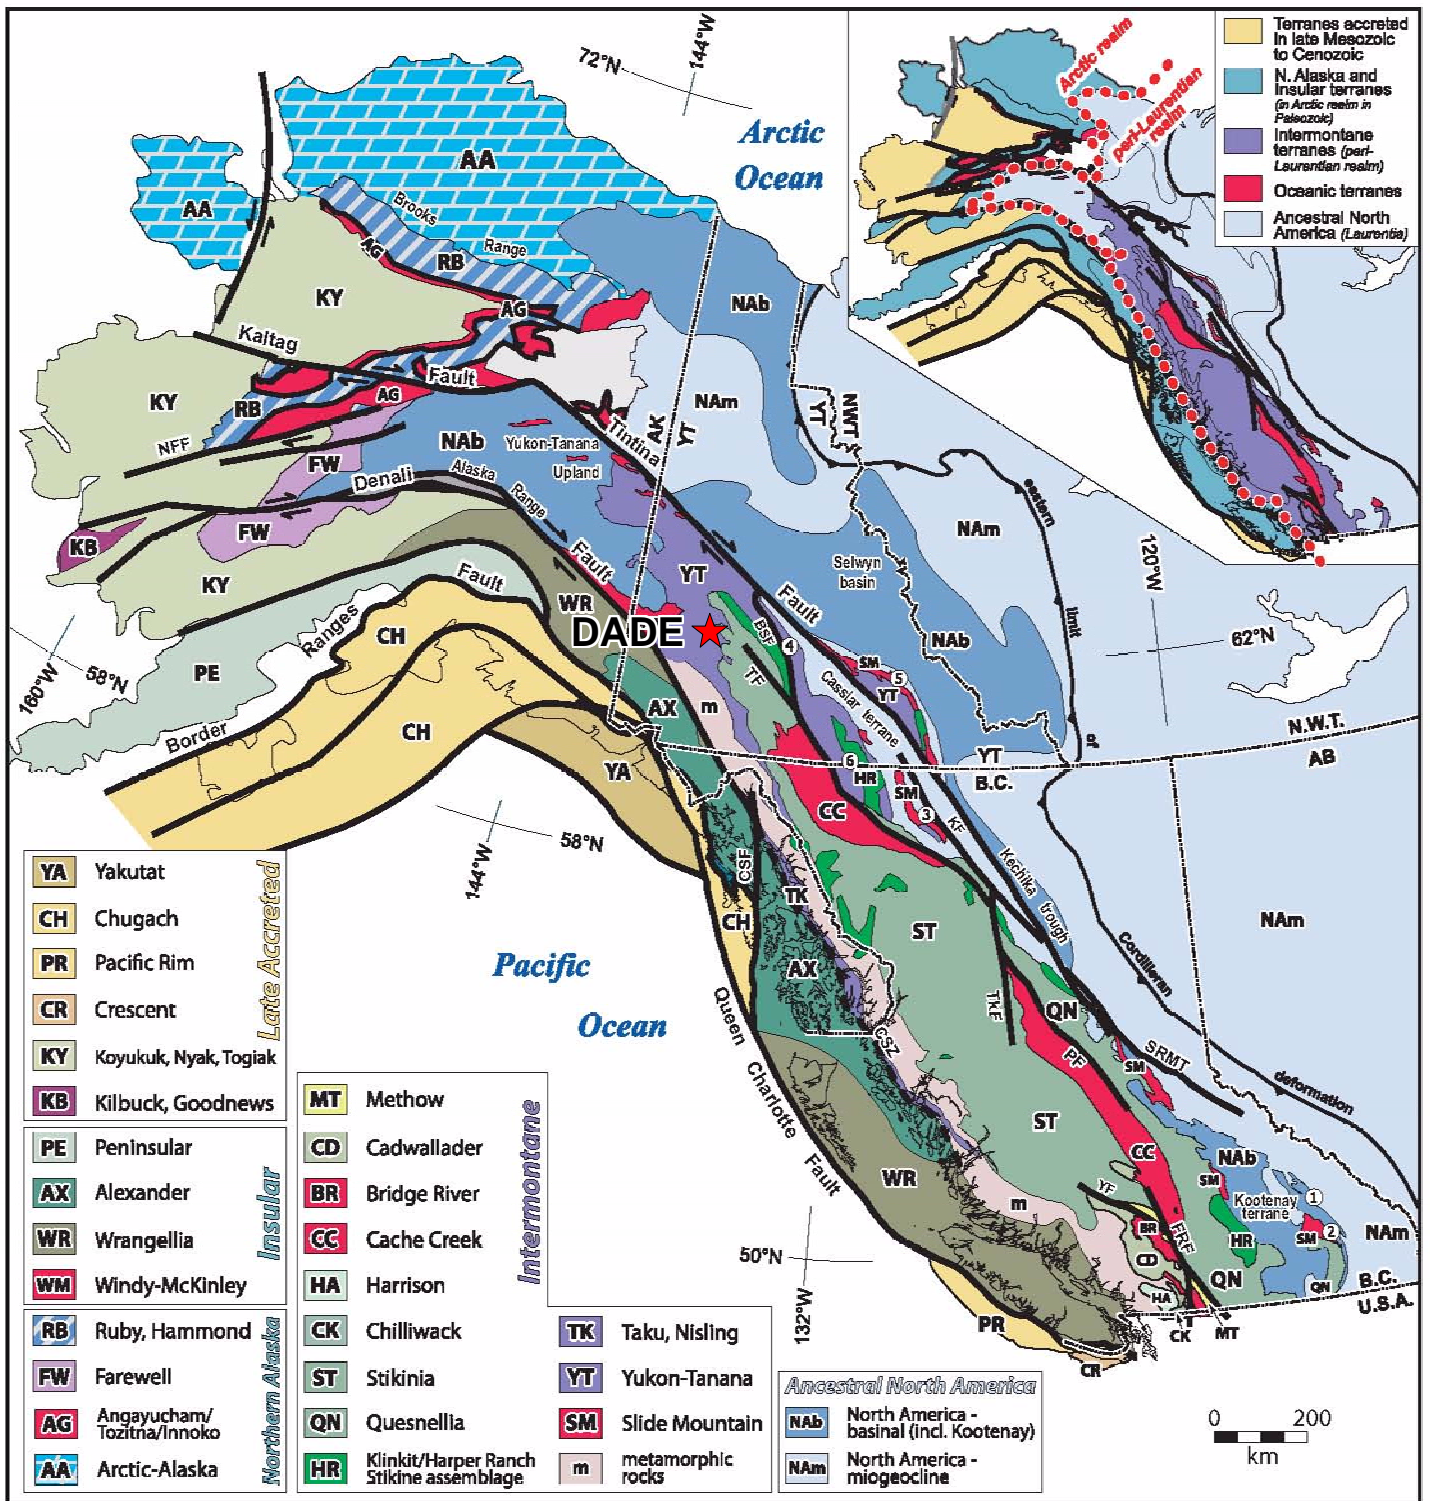 72°N
144°W
Arctic
Ocean
AA
AA
Brooks
Range
AG
RB
KY
AG
NAb
Kaltag
Fault
KY
RB
AG
NAm
AK
YT
YT
NWT
NFF
NAb
Yukon-Tanana
Upland
Tintina
FW
Denali
Alaska
Range
Fault
eastern
NAm
FW
KB
KY
Fault
YT
Selwyn
basin
120°W
limit
62°N
WR
DADE
BSF
4
Fault
NAb
CH
Ranges
PE
58°N
160°W
Border
CH
AX
m
TF
SM
5
YT
Cassiar terrane
of
YT
B.C.
N.W.T.
AB
YA
6
HR
SM
3
KF
CC
58°N
144°W
CSF
Kechika trough
TK
CH
ST
NAm
Cordilleran
Pacific
Ocean
AX
Queen
Charlotte
Fault
CSZ
TkF
QN
PF
SM
SRMT
deformation
ST
WR
CC
NAb
SM
Kootenay
terrane
1
2
SM
NAm
m
YF
BR
FRF
CD
HR
HA
QN
QN
B.C.
U.S.A.
50°N
132°W
PR
CR
CK
MT
0 200
km
Arctic realm
peri-Laurentian
realm
Terranes accreted
in late Mesozoic
to Cenozoic
N. Alaska and
Insular terranes
(in Arctic realm in
Paleozoic)
Intermontane
terranes (peri-
Laurentian realm)
Oceanic terranes
Ancestral North
America (Laurentia)
Late Accreted
YA Yakutat
CH Chugach
PR Pacific Rim
CR Crescent
KY Koyukuk, Nyak, Togiak
KB Kilbuck, Goodnews
Insular
PE Peninsular
AX Alexander
WR Wrangellia
WM Windy-McKinley
Northern Alaska
RB Ruby, Hammond
FW Farewell
AG Angayucham/
Tozitna/Innoko
AA Arctic-Alaska
Intermontane
MT Methow
CD Cadwallader
BR Bridge River
CC Cache Creek
HA Harrison
CK Chilliwack
ST Stikinia
QN Quesnellia
HR Klinkit/Harper Ranch
Stikine assemblage
TK Taku, Nisling
YT Yukon-Tanana
SM Slide Mountain
m metamorphic
rocks
Ancestral North America
NAb North America -
basinal (incl. Kootenay)
NAm North America -
miogeocline